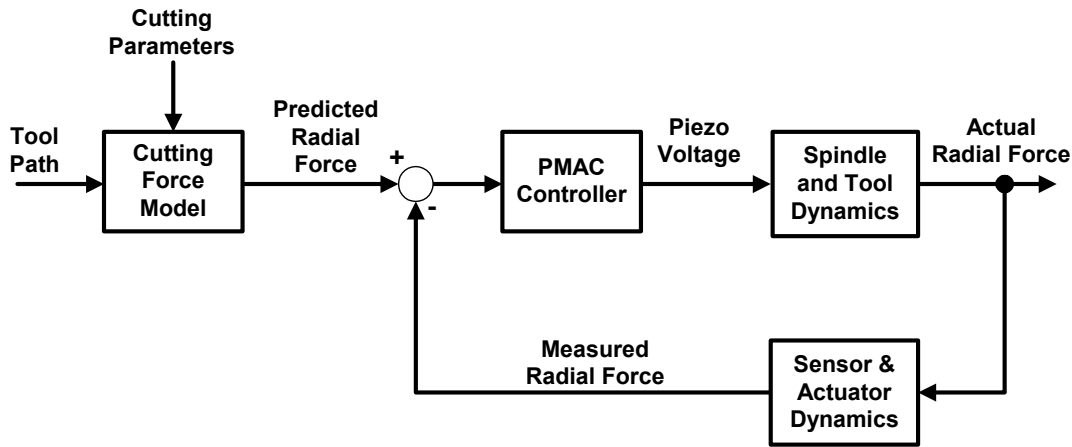 Cutting
Parameters
Tool
Path
Cutting
Force
Model
Predicted
Radial
Force
+
-
PMAC
Controller
Piezo
Voltage
Spindle
and Tool
Dynamics
Actual
Radial Force
Measured
Radial Force
Sensor &
Actuator
Dynamics